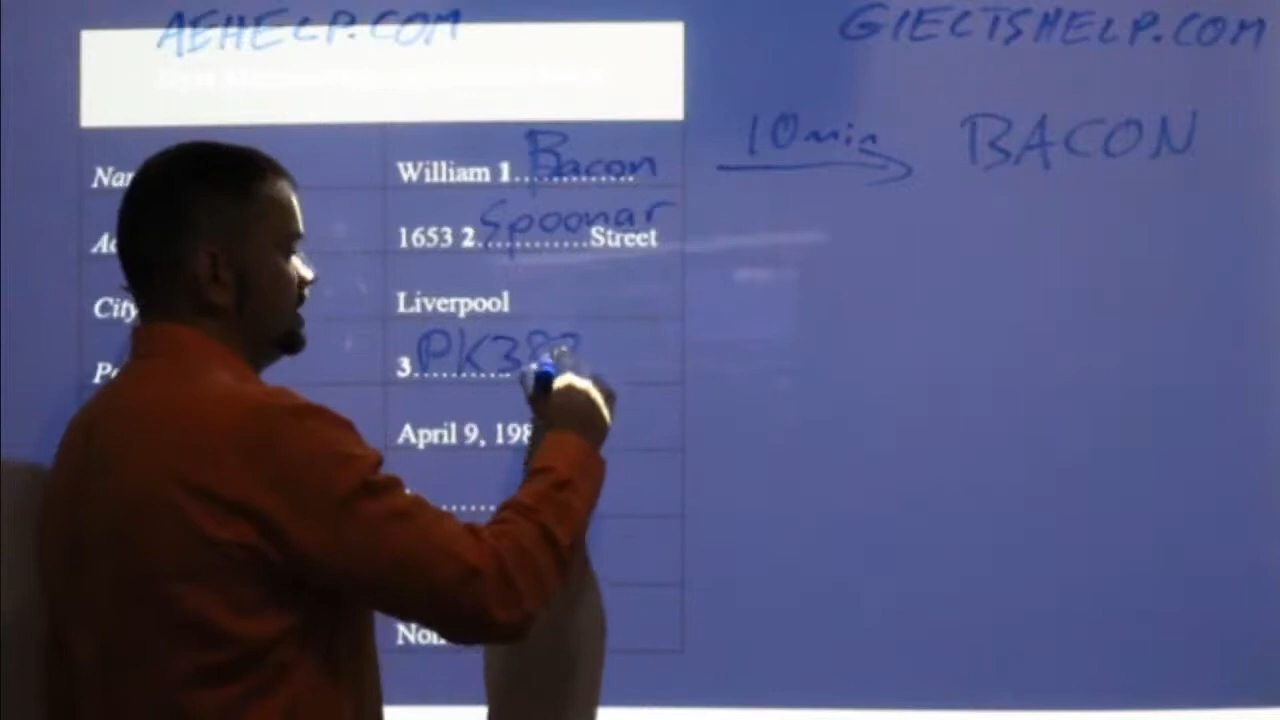 AEHELP.COM
GIELTSHELP.COM
William 1............ Bacon
10min
BACON
1653 2............Street Spoonar
City
Liverpool
3.......... PK38
April 9, 198